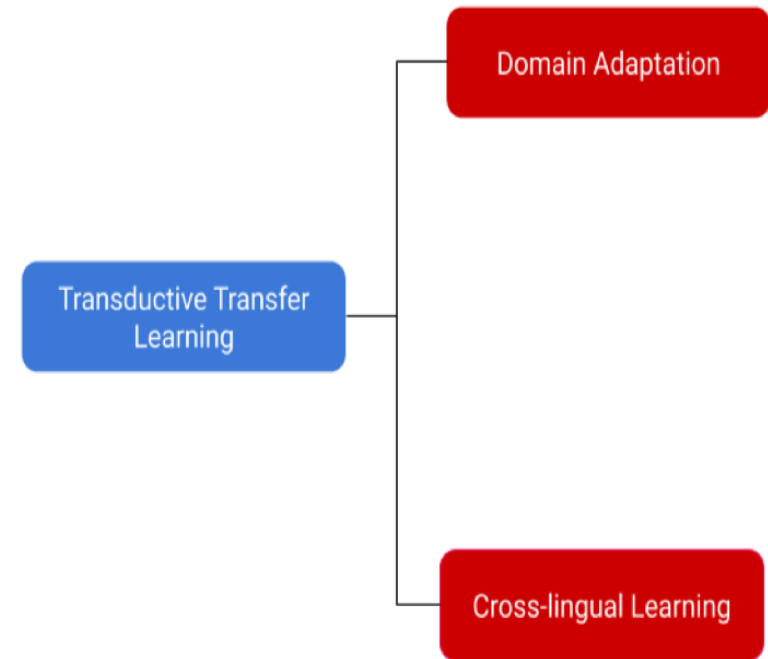 Domain Adaptation
Transductive Transfer
Learning
Cross-lingual Learning